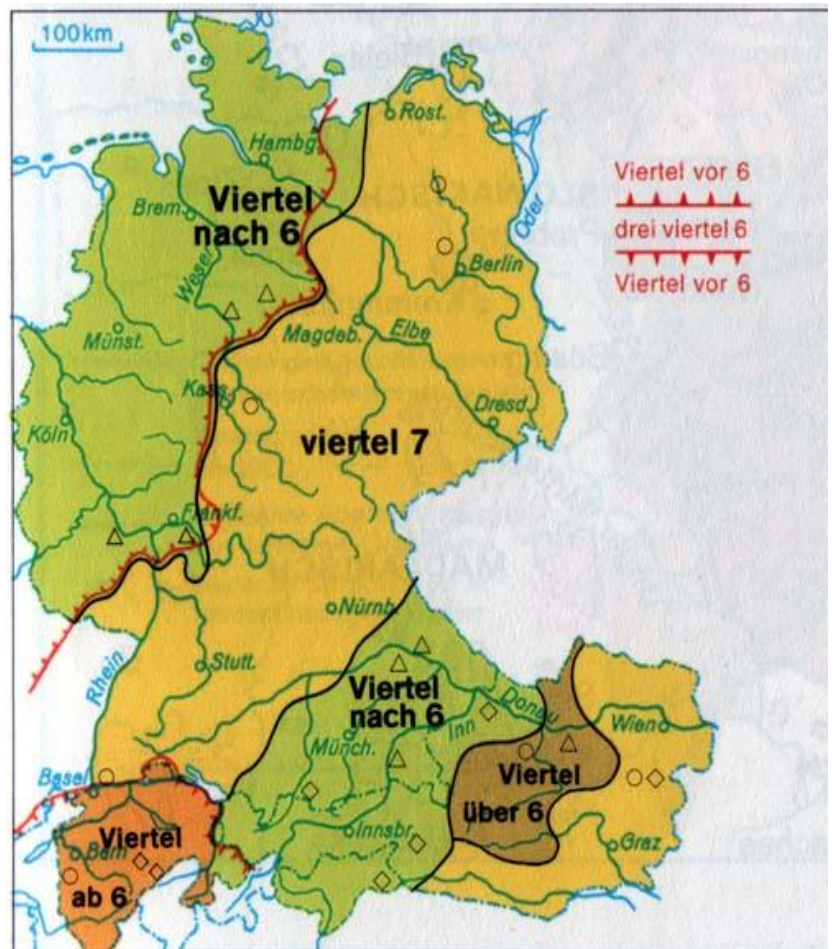 100km
Rost.
Hambg.
Viertel
nach 6
Brem.
Weser
Oder
Berlin
Münst.
Magdeb.
Elbe
Kass.
Köln
viertel 7
Dresd.
Frankf.
Nürnb.
Rhein
Stutt.
Viertel
nach 6
Donau
Inn
Münch.
Wien
Viertel
über 6
Basel
Innsbr.
Graz
Viertel
Bern
ab 6
Viertel vor 6
drei viertel 6
Viertel vor 6